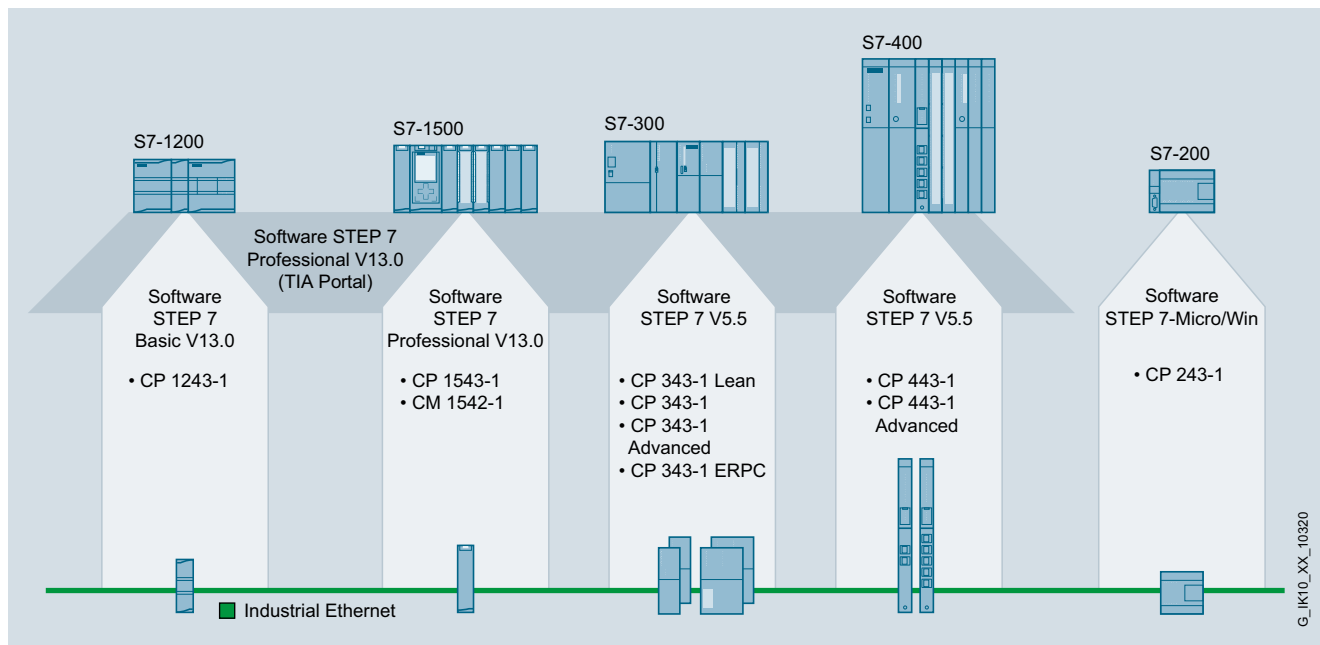 S7-400
S7-1500
S7-300
S7-1200
S7-200
Software STEP 7
Professional V13.0
(TIA Portal)
Software
STEP 7
Basic V13.0
• CP 1243-1
Software
STEP 7
Professional V13.0
• CP 1543-1
• CM 1542-1
Software
STEP 7 V5.5
• CP 343-1 Lean
• CP 343-1
• CP 343-1
Advanced
• CP 343-1 ERPC
Software
STEP 7 V5.5
• CP 443-1
• CP 443-1
Advanced
Software
STEP 7-Micro/Win
• CP 243-1
Industrial Ethernet
G_IK10_XX_10320